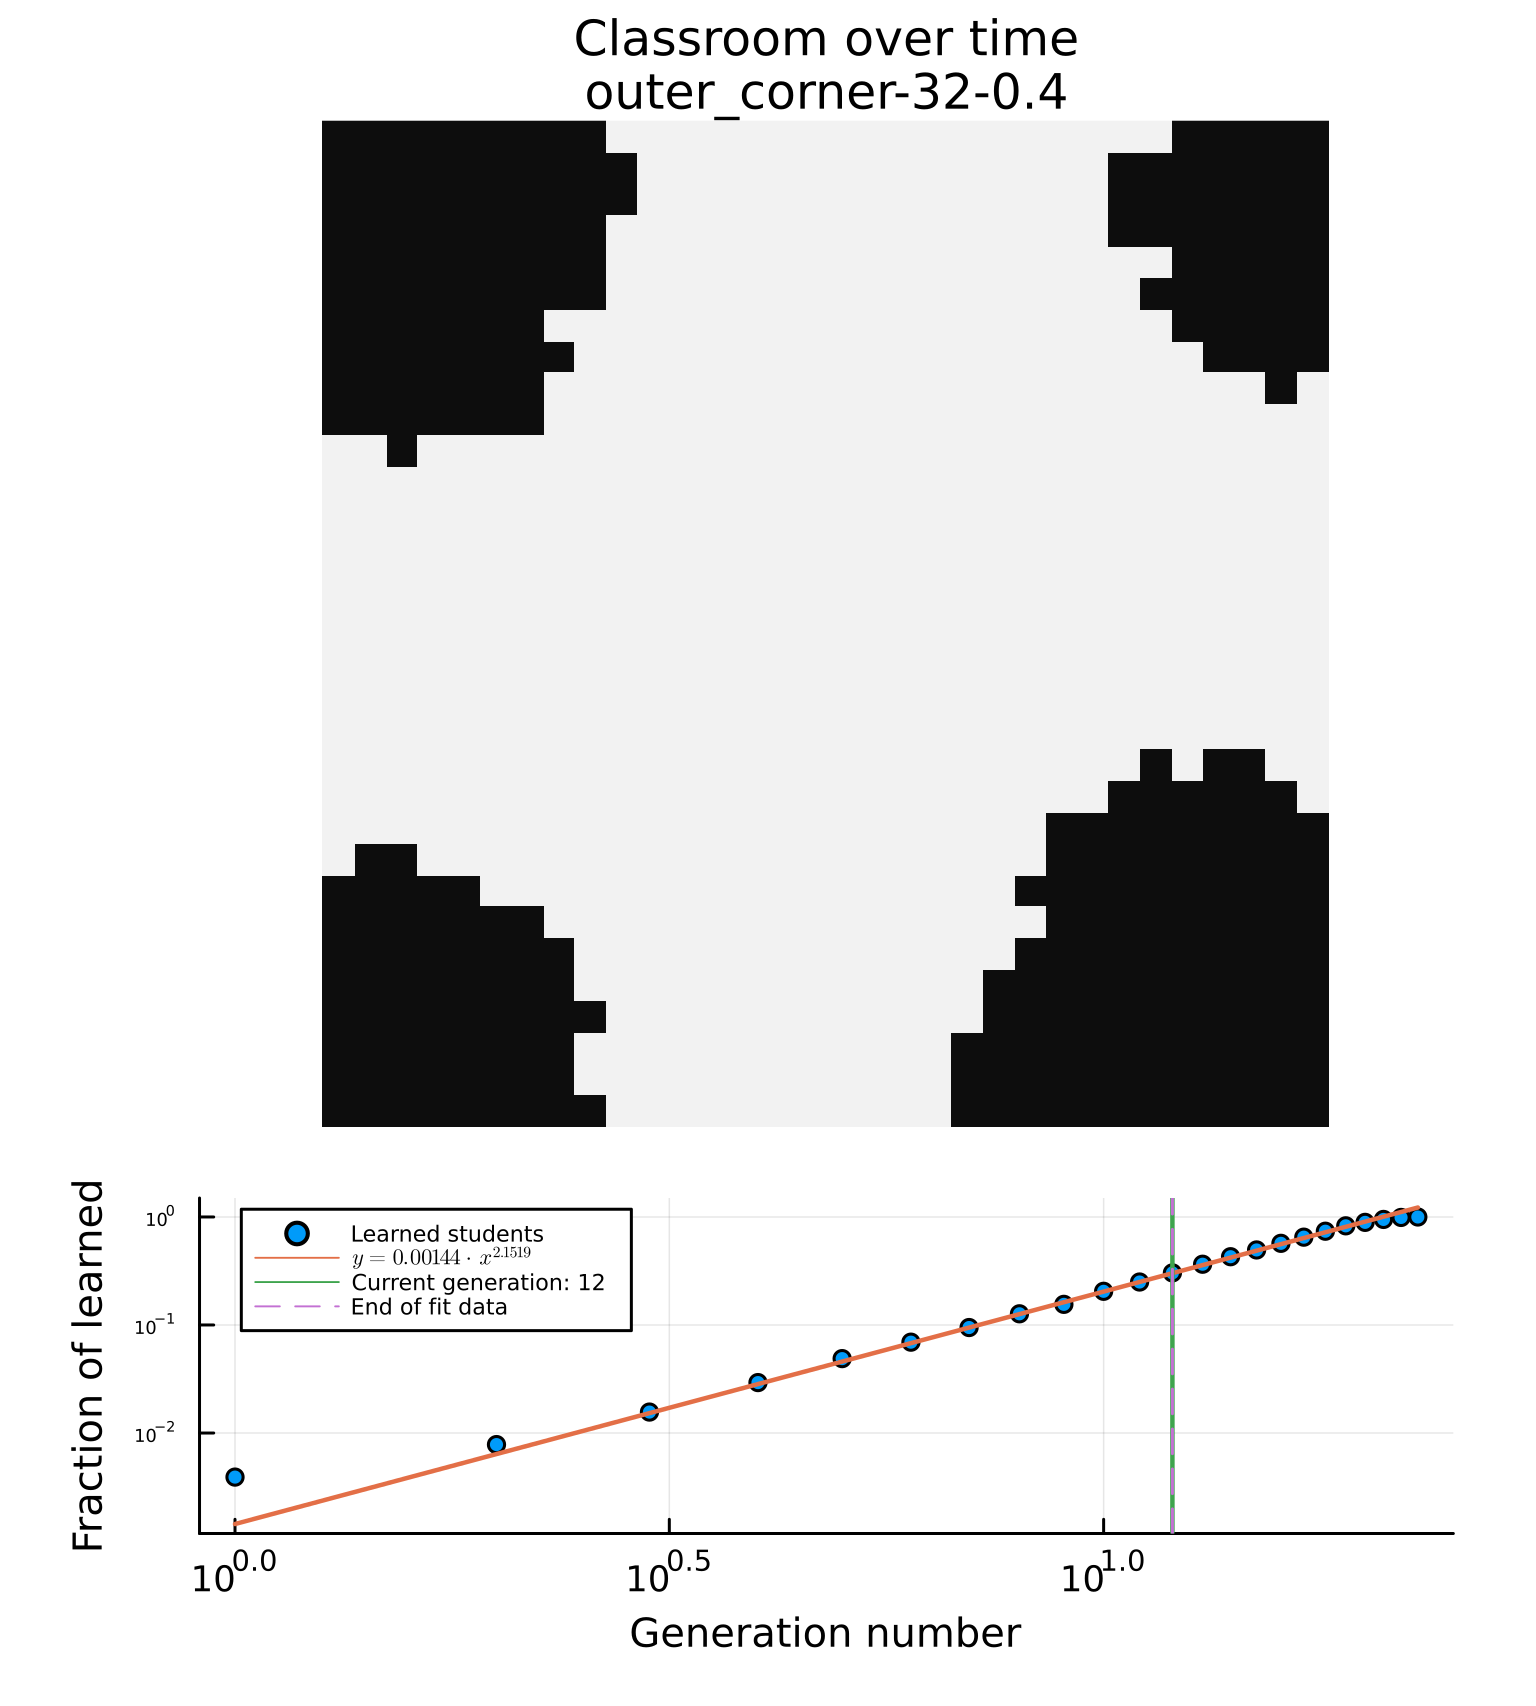 Classroom over time
outer_corner-32-0.4
Fraction of learned
10^0
10^-1
10^-2
Learned students
y = 0.00144 · x^2.1519
Current generation: 12
End of fit data
10^0.0
10^0.5
10^1.0
Generation number